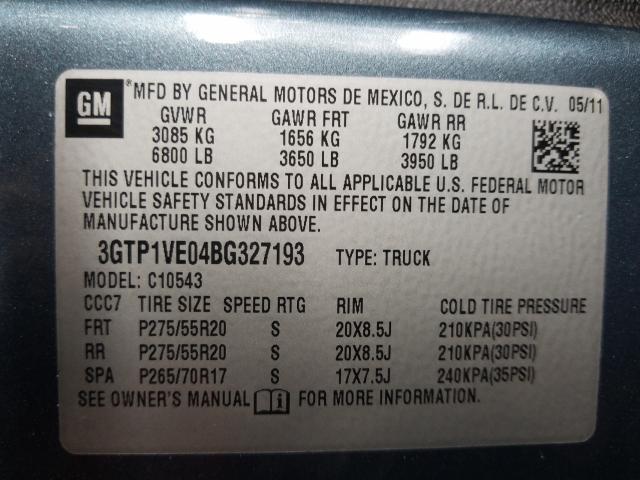 GM
®MFD BY GENERAL MOTORS DE MEXICO, S. DE R.L. DE C.V. 05/11
GVWR GAWR FRT GAWR RR
3085 KG 1656 KG 1792 KG
6800 LB 3650 LB 3950 LB
THIS VEHICLE CONFORMS TO ALL APPLICABLE U.S. FEDERAL MOTOR
VEHICLE SAFETY STANDARDS IN EFFECT ON THE DATE OF
MANUFACTURE SHOWN ABOVE.
3GTP1VE04BG327193 TYPE: TRUCK
MODEL: C10543
CCC7 TIRE SIZE SPEED RTG RIM COLD TIRE PRESSURE
FRT P275/55R20 S 20X8.5J 210KPA(30PSI)
RR P275/55R20 S 20X8.5J 210KPA(30PSI)
SPA P265/70R17 S 17X7.5J 240KPA(35PSI)
SEE OWNER'S MANUAL FOR MORE INFORMATION.